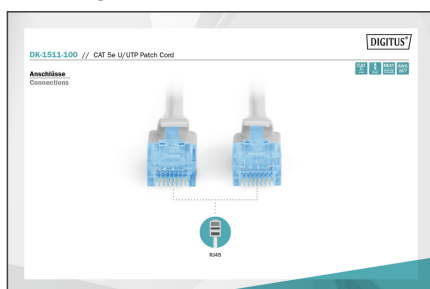 DIGITUS®
DK-1511-100 // CAT 5e U/UTP Patch Cord
Anschlüsse
Connections
RJ45